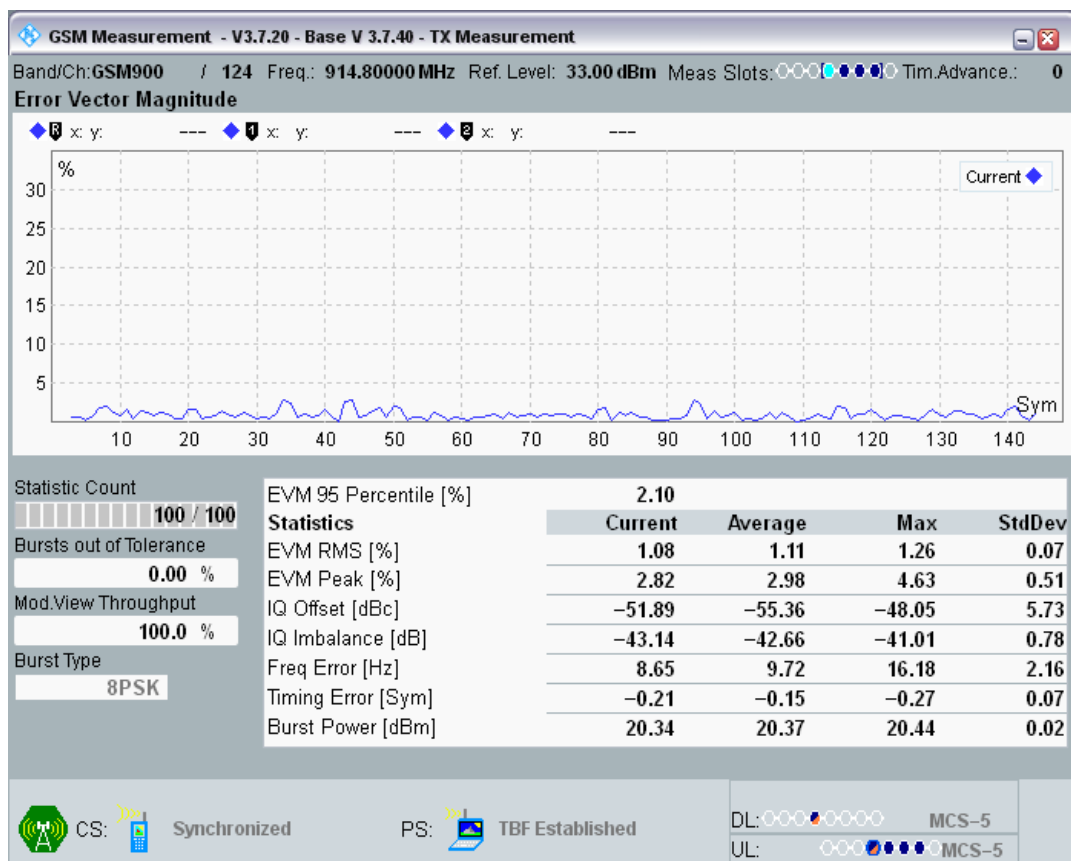 GSM Measurement - V3.7.20 - Base V 3.7.40 - TX Measurement
Band/Ch:GSM900 / 124 Freq.: 914.80000 MHz Ref. Level: 33.00 dBm Meas Slots: Tim.Advance.: 0
Error Vector Magnitude
R x: y: --- 1 x: y: --- 2 x: y: ---
%
Current
30
25
20
15
10
5
Sym
10 20 30 40 50 60 70 80 90 100 110 120 130 140
Statistic Count
100 / 100
Bursts out of Tolerance
0.00 %
Mod.View Throughput
100.0 %
Burst Type
8PSK
EVM 95 Percentile [%] 2.10
Statistics Current Average Max StdDev
EVM RMS [%] 1.08 1.11 1.26 0.07
EVM Peak [%] 2.82 2.98 4.63 0.51
IQ Offset [dBc] −51.89 −55.36 −48.05 5.73
IQ Imbalance [dB] −43.14 −42.66 −41.01 0.78
Freq Error [Hz] 8.65 9.72 16.18 2.16
Timing Error [Sym] −0.21 −0.15 −0.27 0.07
Burst Power [dBm] 20.34 20.37 20.44 0.02
CS: Synchronized PS: TBF Established
DL: MCS−5
UL: MCS−5